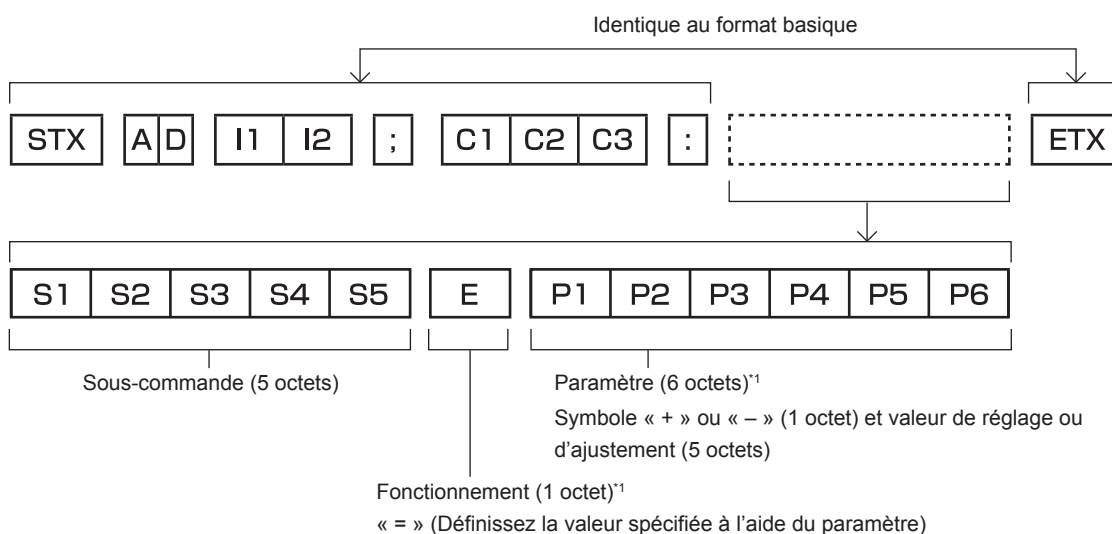 Identique au format basique
STX A D I1 I2 ; C1 C2 C3 : ETX
S1 S2 S3 S4 S5 E P1 P2 P3 P4 P5 P6
Sous-commande (5 octets)
Paramètre (6 octets)*1
Symbole « + » ou « – » (1 octet) et valeur de réglage ou
d’ajustement (5 octets)
Fonctionnement (1 octet)*1
« = » (Définissez la valeur spécifiée à l’aide du paramètre)